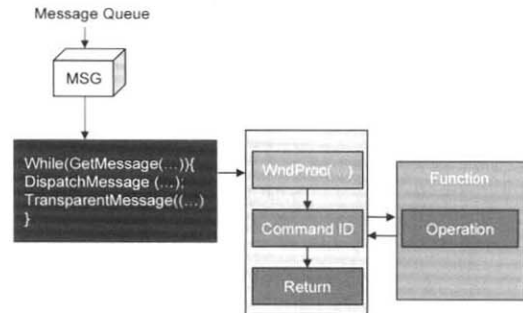 Message Queue
MSG
While(GetMessage(...)){
DispatchMessage (...);
TransparentMessage((...)
}
WndProc(...)
Command ID
Return
Function
Operation